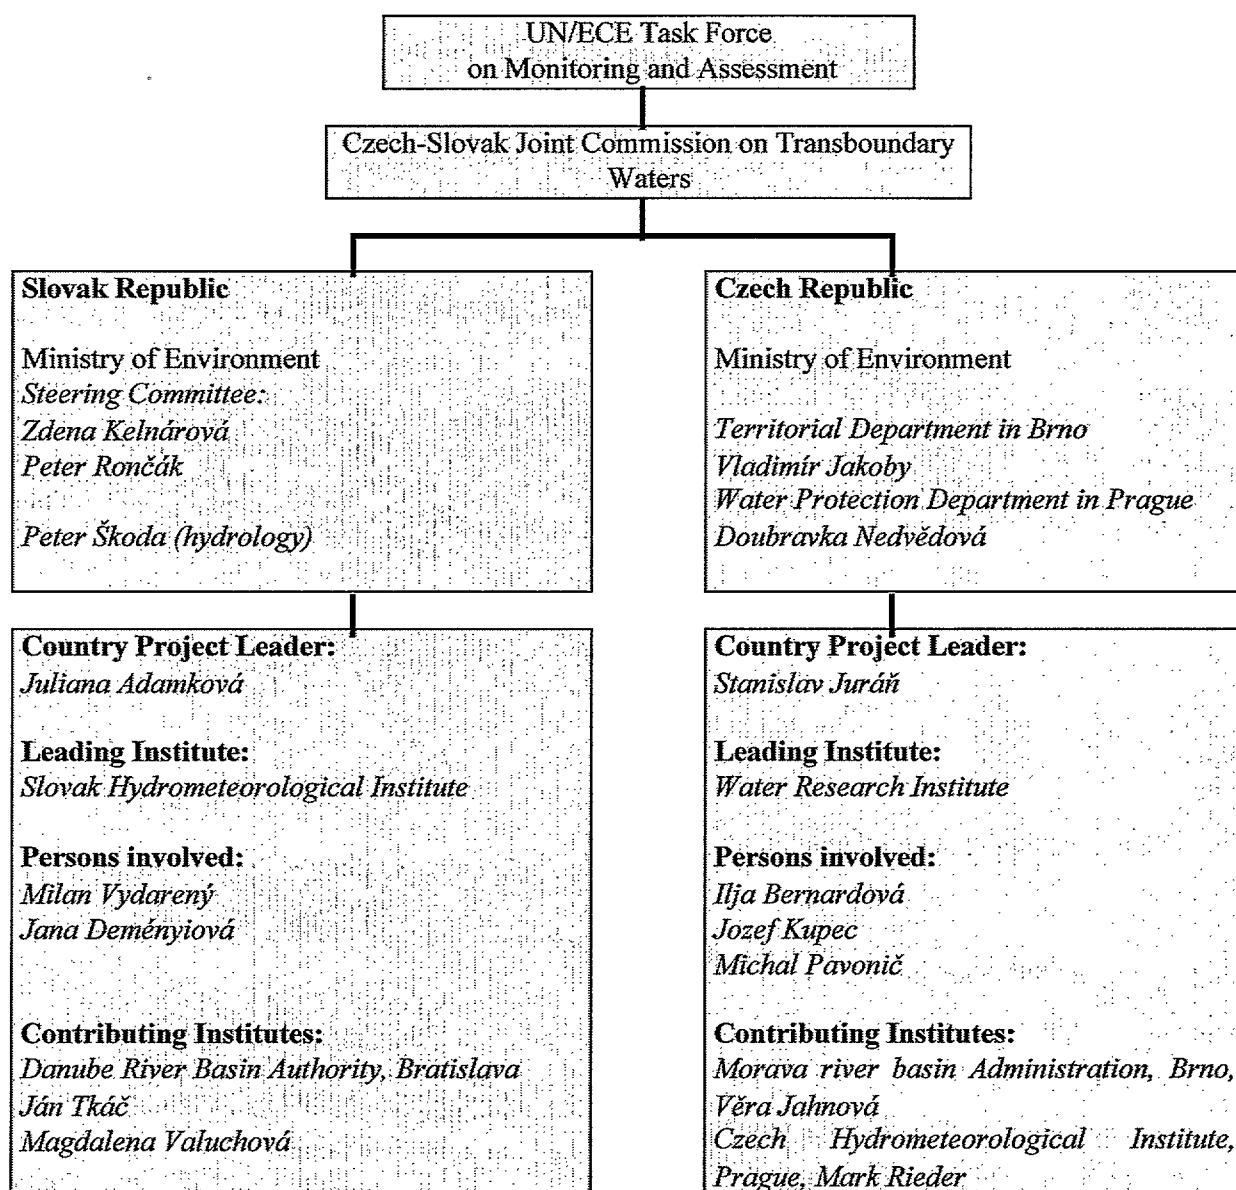 UN/ECE Task Force
on Monitoring and Assessment
Czech-Slovak Joint Commission on Transboundary
Waters
Slovak Republic
Ministry of Environment
Steering Committee:
Zdena Kelnárová
Peter Rončák
Peter Škoda (hydrology)
Czech Republic
Ministry of Environment
Territorial Department in Brno
Vladimír Jakoby
Water Protection Department in Prague
Doubravka Nedvědová
Country Project Leader:
Juliana Adamková
Leading Institute:
Slovak Hydrometeorological Institute
Persons involved:
Milan Vydarený
Jana Deményiová
Contributing Institutes:
Danube River Basin Authority, Bratislava
Ján Tkáč
Magdalena Valuchová
Country Project Leader:
Stanislav Juráň
Leading Institute:
Water Research Institute
Persons involved:
Ilja Bernardová
Jozef Kupec
Michal Pavonič
Contributing Institutes:
Morava river basin Administration, Brno,
Věra Jahnová
Czech Hydrometeorological Institute,
Prague, Mark Rieder